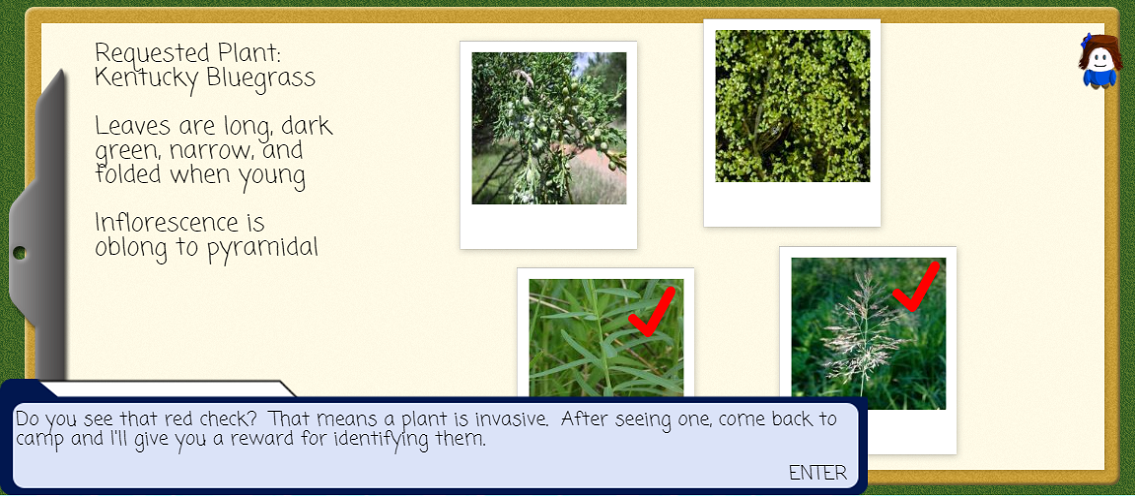 Requested Plant:
Kentucky Bluegrass
Leaves are long, dark
green, narrow, and
folded when young
Inflorescence is
oblong to pyramidal
Do you see that red check?  That means a plant is invasive.  After seeing one, come back to
camp and I'll give you a reward for identifying them.
ENTER